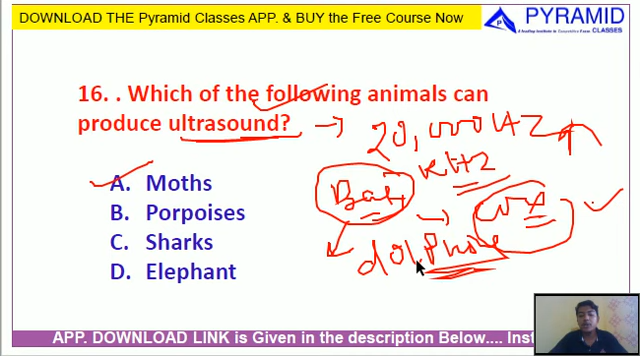 DOWNLOAD THE Pyramid Classes APP. & BUY the Free Course Now
PYRAMID
CLASSES
16. . Which of the following animals can
produce ultrasound?
20,000 HZ
KHZ
Bat
dolphine
A. Moths
B. Porpoises
C. Sharks
D. Elephant
APP. DOWNLOAD LINK is Given in the description Below.... Inst